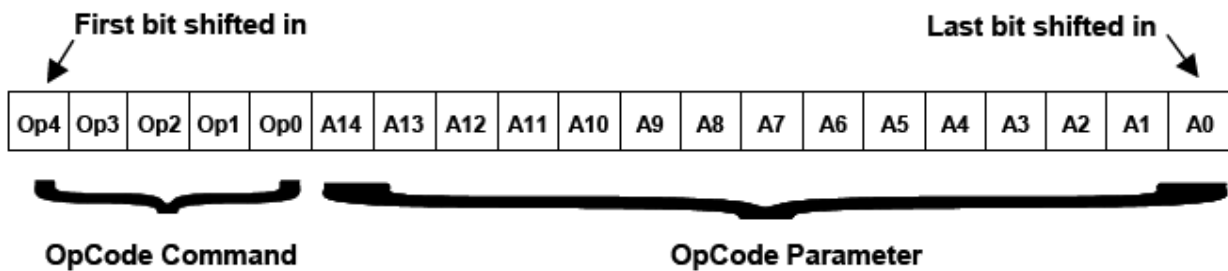 First bit shifted in
Last bit shifted in
Op4 Op3 Op2 Op1 Op0 A14 A13 A12 A11 A10 A9 A8 A7 A6 A5 A4 A3 A2 A1 A0
OpCode Command
OpCode Parameter